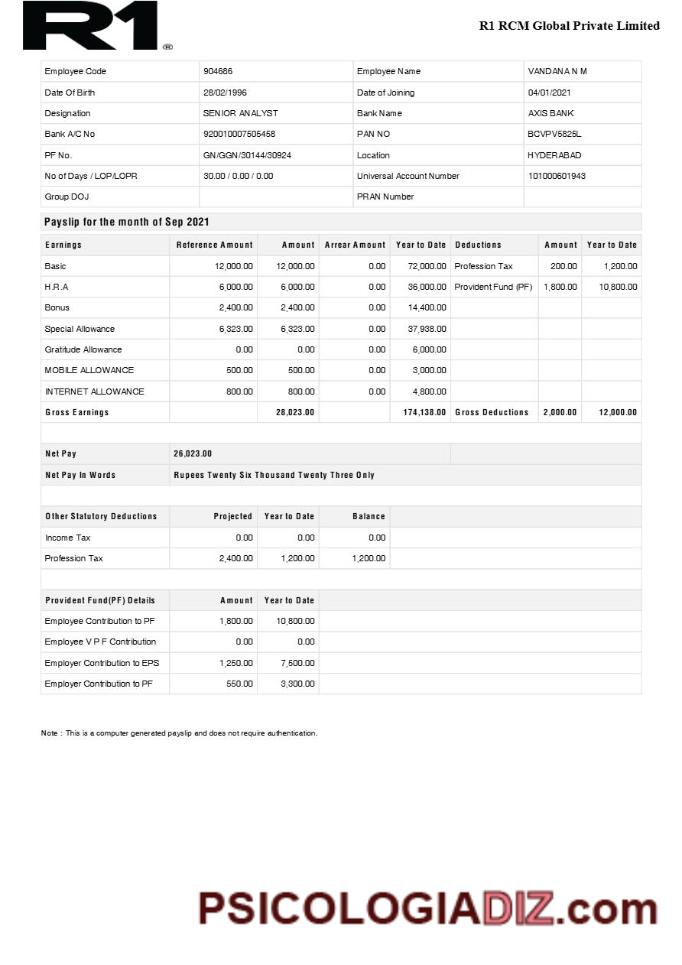 R1®
R1 RCM Global Private Limited
Employee Code 904686 Employee Name VANDANA N M
Date Of Birth 28/02/1996 Date of Joining 04/01/2021
Designation SENIOR ANALYST Bank Name AXIS BANK
Bank A/C No 920010007505458 PAN NO BCVPV5825L
PF No. GN/GGN/30144/30924 Location HYDERABAD
No of Days / LOP/LOPR 30.00 / 0.00 / 0.00 Universal Account Number 101000601943
Group DOJ PRAN Number
Payslip for the month of Sep 2021
Earnings Reference Amount Amount Arrear Amount Year to Date Deductions Amount Year to Date
Basic 12,000.00 12,000.00 0.00 72,000.00 Profession Tax 200.00 1,200.00
H.R.A 6,000.00 6,000.00 0.00 36,000.00 Provident Fund (PF) 1,800.00 10,800.00
Bonus 2,400.00 2,400.00 0.00 14,400.00
Special Allowance 6,323.00 6,323.00 0.00 37,938.00
Gratitude Allowance 0.00 0.00 0.00 6,000.00
MOBILE ALLOWANCE 500.00 500.00 0.00 3,000.00
INTERNET ALLOWANCE 800.00 800.00 0.00 4,800.00
Gross Earnings 28,023.00 174,138.00 Gross Deductions 2,000.00 12,000.00
Net Pay 26,023.00
Net Pay In Words Rupees Twenty Six Thousand Twenty Three Only
Other Statutory Deductions Projected Year to Date Balance
Income Tax 0.00 0.00 0.00
Profession Tax 2,400.00 1,200.00 1,200.00
Provident Fund(PF) Details Amount Year to Date
Employee Contribution to PF 1,800.00 10,800.00
Employee V P F Contribution 0.00 0.00
Employer Contribution to EPS 1,250.00 7,500.00
Employer Contribution to PF 550.00 3,300.00
Note : This is a computer generated payslip and does not require authentication.
PSICOLOGIADIZ.com